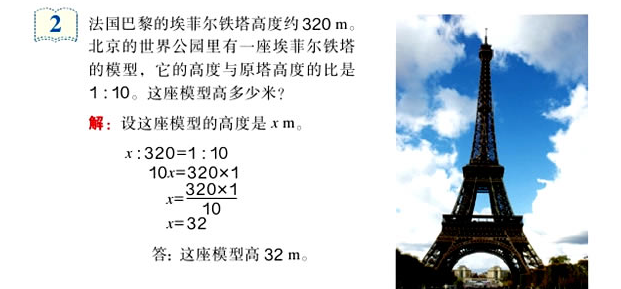 2
法国巴黎的埃菲尔铁塔高度约320 m。
北京的世界公园里有一座埃菲尔铁塔
的模型，它的高度与原塔高度的比是
1:10。这座模型高多少米？
解：设这座模型的高度是 x m。
x:320=1:10
10x=320×1
x=320×1/10
x=32
答：这座模型高 32 m。